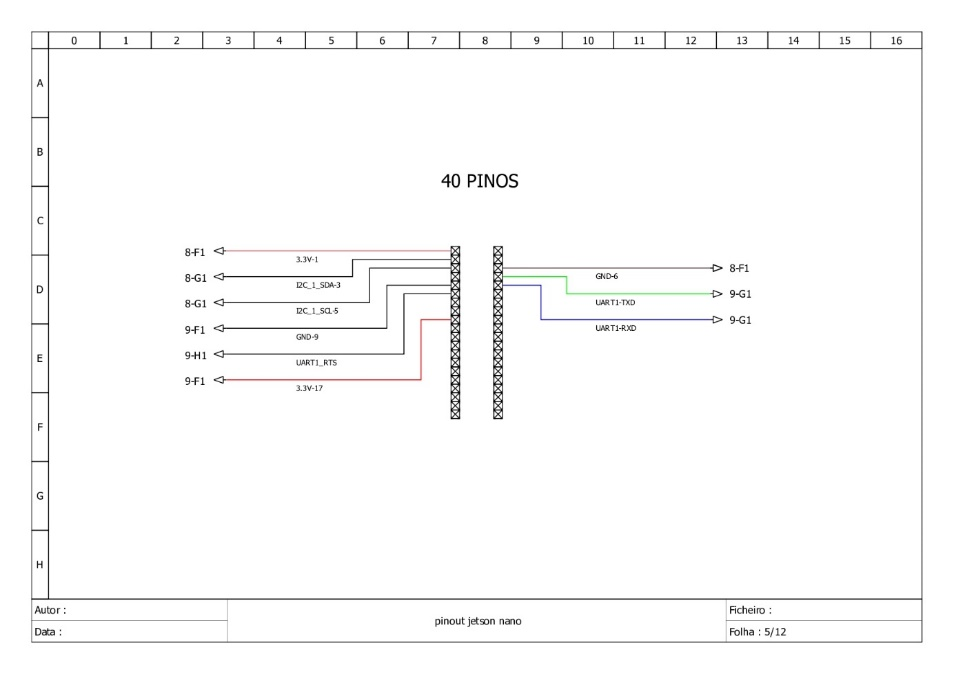 0 1 2 3 4 5 6 7 8 9 10 11 12 13 14 15 16
A
B
40 PINOS
C
8-F1
3.3V-1
8-F1
GND-6
D
8-G1
I2C_1_SDA-3
9-G1
UART1-TXD
8-G1
I2C_1_SCL-5
9-G1
UART1-RXD
9-F1
GND-9
E
9-H1
UART1_RTS
9-F1
3.3V-17
F
G
H
Autor :
Data :
pinout jetson nano
Ficheiro :
Folha : 5/12